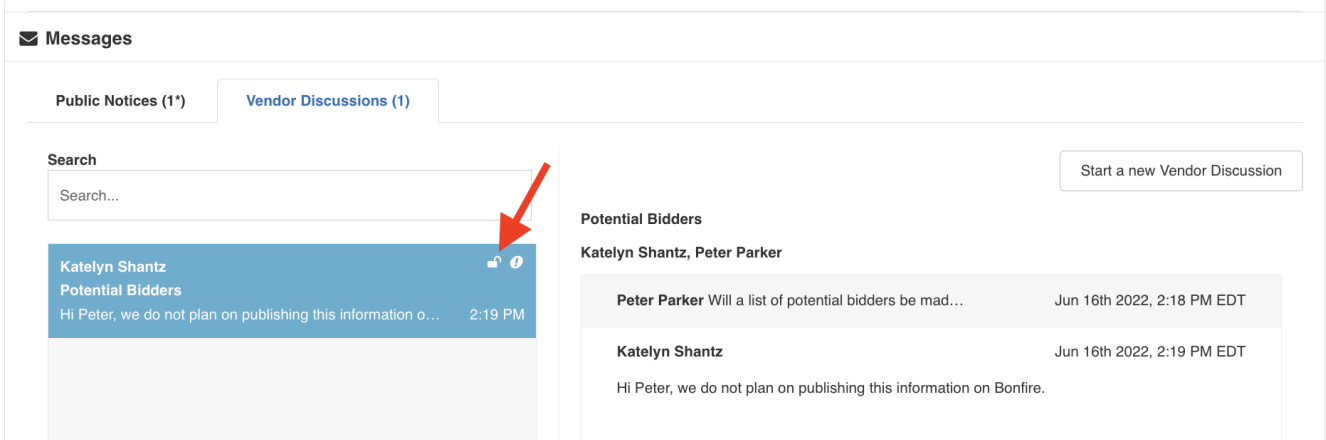 Messages
Public Notices (1*)
Vendor Discussions (1)
Search
Search...
Katelyn Shantz
Potential Bidders
Hi Peter, we do not plan on publishing this information o… 2:19 PM
Start a new Vendor Discussion
Potential Bidders
Katelyn Shantz, Peter Parker
Peter Parker Will a list of potential bidders be mad… Jun 16th 2022, 2:18 PM EDT
Katelyn Shantz Jun 16th 2022, 2:19 PM EDT
Hi Peter, we do not plan on publishing this information on Bonfire.